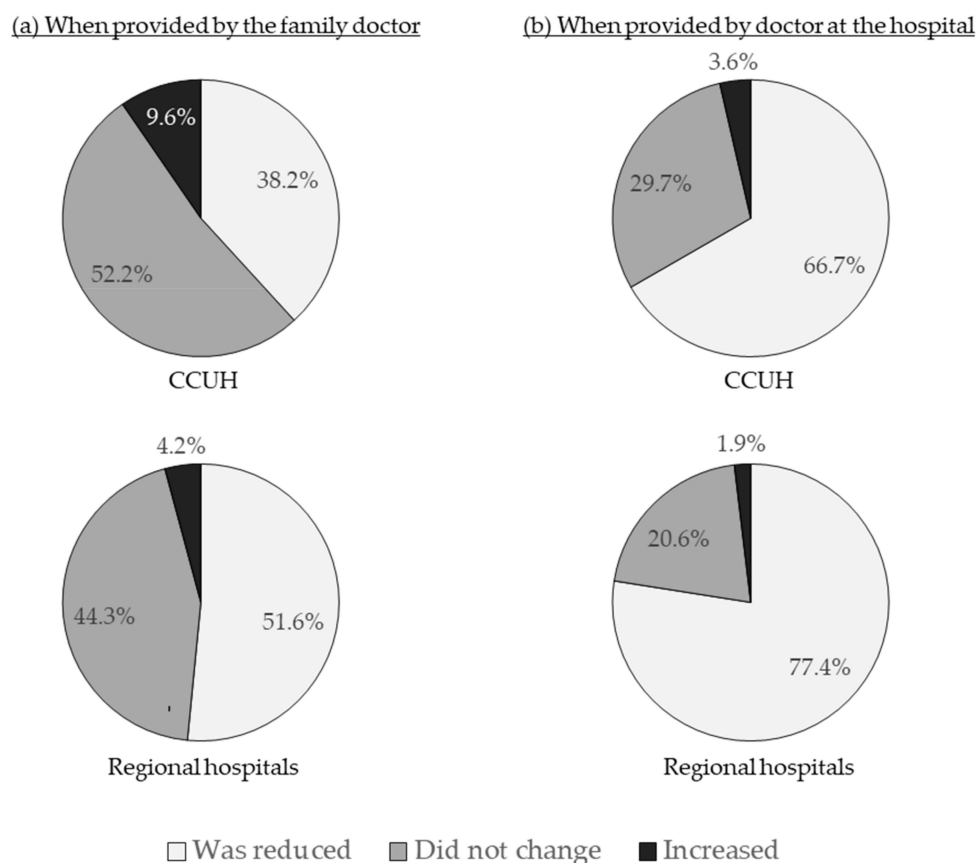 (a) When provided by the family doctor
(b) When provided by doctor at the hospital
9.6%
38.2%
52.2%
CCUH
3.6%
29.7%
66.7%
CCUH
4.2%
44.3%
51.6%
Regional hospitals
1.9%
20.6%
77.4%
Regional hospitals
Was reduced Did not change Increased